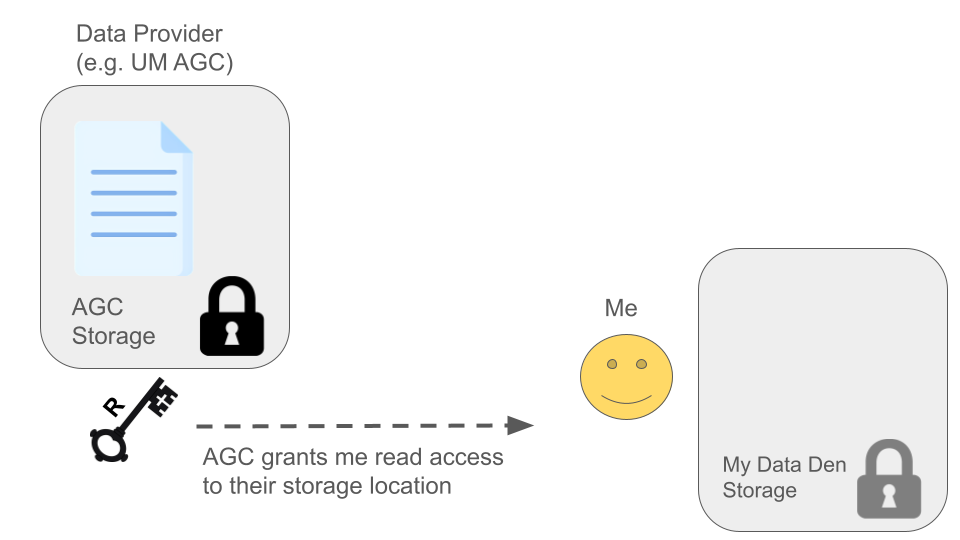 Data Provider
(e.g. UM AGC)
AGC
Storage
R
AGC grants me read access
to their storage location
Me
My Data Den
Storage